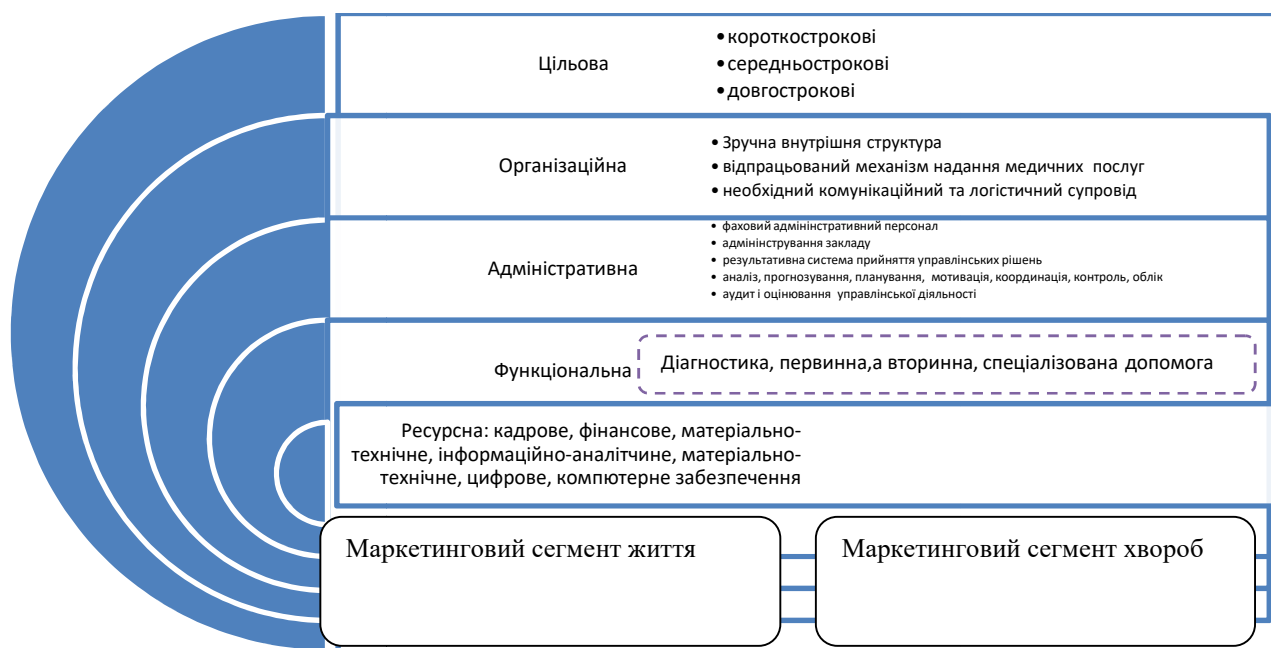 Цільова
•короткострокові
•середньострокові
•довгострокові
Організаційна
• Зручна внутрішня структура
• відпрацьований механізм надання медичних послуг
• необхідний комунікаційний та логістичний супровід
Адміністративна
• фаховий адміністративний персонал
• адміністрування закладу
• результативна система прийняття управлінських рішень
• аналіз, прогнозування, планування, мотивація, координація, контроль, облік
• аудит і оцінювання управлінської діяльності
Функціональна
Діагностика, первинна,а вторинна, спеціалізована допомога
Ресурсна: кадрове, фінансове, матеріально-
технічне, інформаційно-аналітчине, матеріально-
технічне, цифрове, компютерне забезпечення
Маркетинговий сегмент життя
Маркетинговий сегмент хвороб